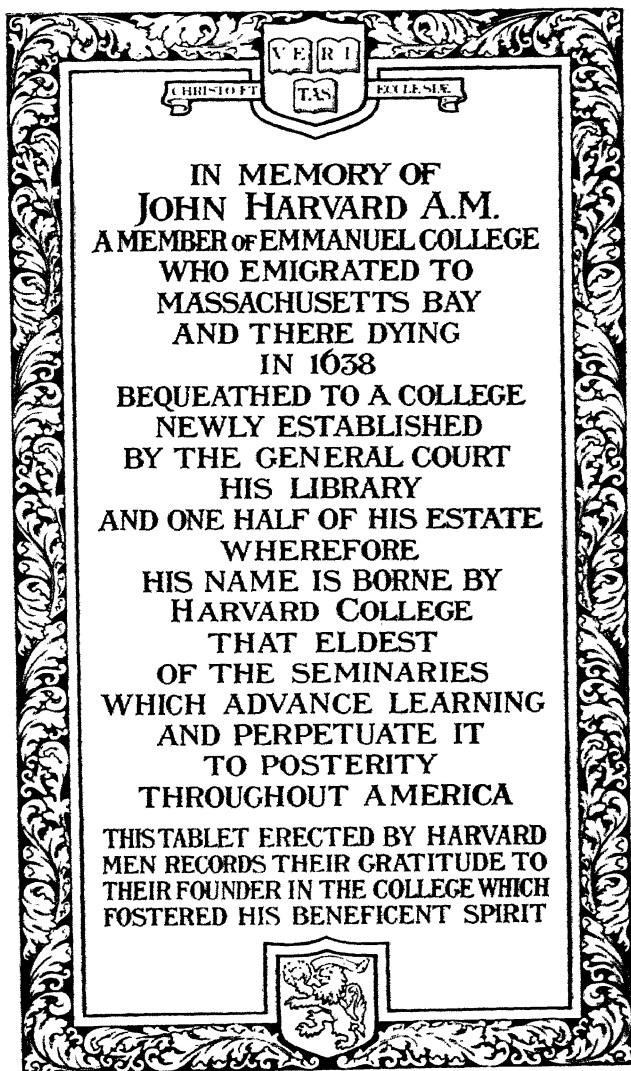 VE RI
CHRISTO ET TAS ECCLESIÆ
IN MEMORY OF
JOHN HARVARD A.M.
A MEMBER OF EMMANUEL COLLEGE
WHO EMIGRATED TO
MASSACHUSETTS BAY
AND THERE DYING
IN 1638
BEQUEATHED TO A COLLEGE
NEWLY ESTABLISHED
BY THE GENERAL COURT
HIS LIBRARY
AND ONE HALF OF HIS ESTATE
WHEREFORE
HIS NAME IS BORNE BY
HARVARD COLLEGE
THAT ELDEST
OF THE SEMINARIES
WHICH ADVANCE LEARNING
AND PERPETUATE IT
TO POSTERITY
THROUGHOUT AMERICA
THIS TABLET ERECTED BY HARVARD
MEN RECORDS THEIR GRATITUDE TO
THEIR FOUNDER IN THE COLLEGE WHICH
FOSTERED HIS BENEFICENT SPIRIT